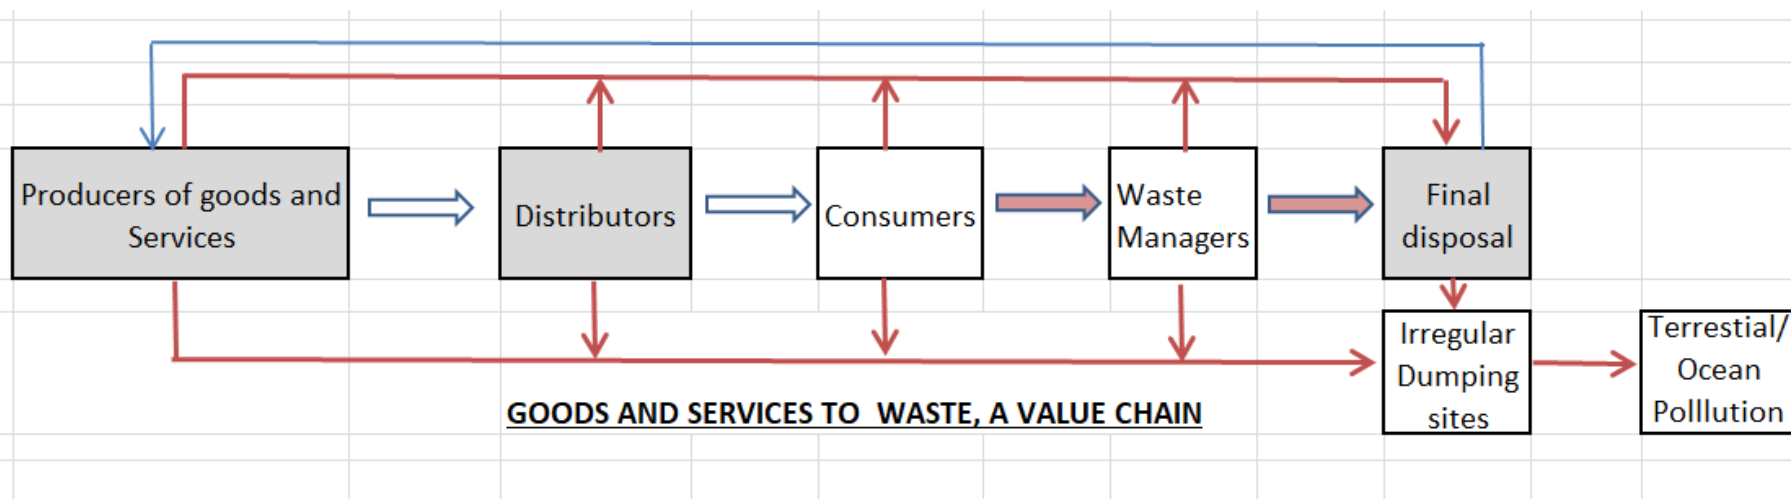 Producers of goods and
Services
Distributors
Consumers
Waste
Managers
Final
disposal
Irregular
Dumping
sites
Terrestial/
Ocean
Polllution
GOODS AND SERVICES TO  WASTE, A VALUE CHAIN